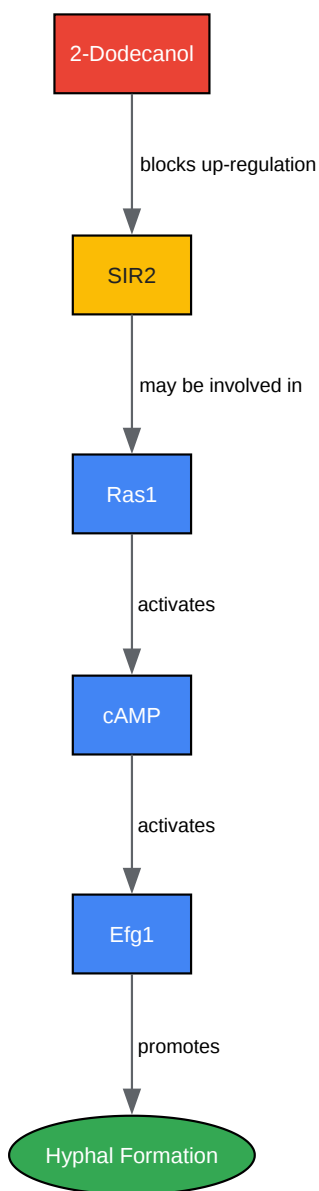 2-Dodecanol
blocks up-regulation
SIR2
may be involved in
Ras1
activates
cAMP
activates
Efg1
promotes
Hyphal Formation